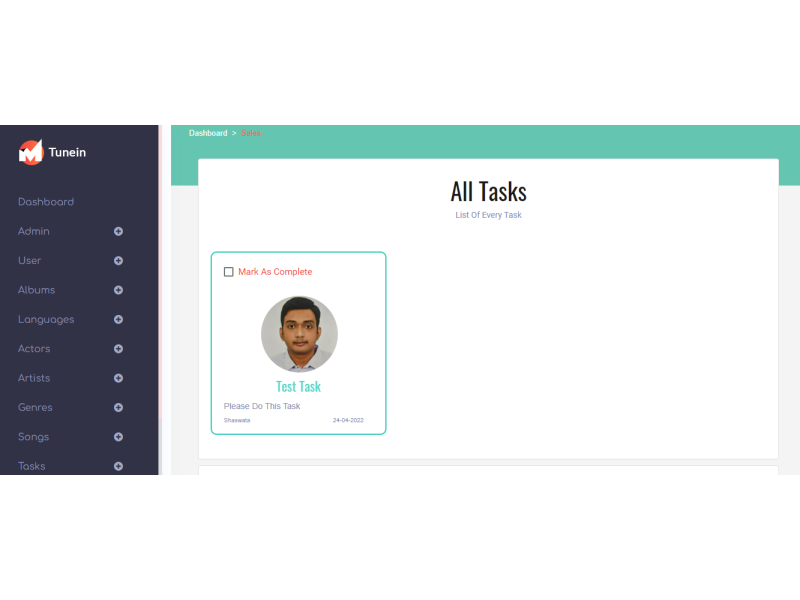 Dashboard > Roles
Tunein
Dashboard
Admin
User
Albums
Languages
Actors
Artists
Genres
Songs
Tasks
All Tasks
List Of Every Task
Mark As Complete
Test Task
Please Do This Task
Shaswata 24-04-2022